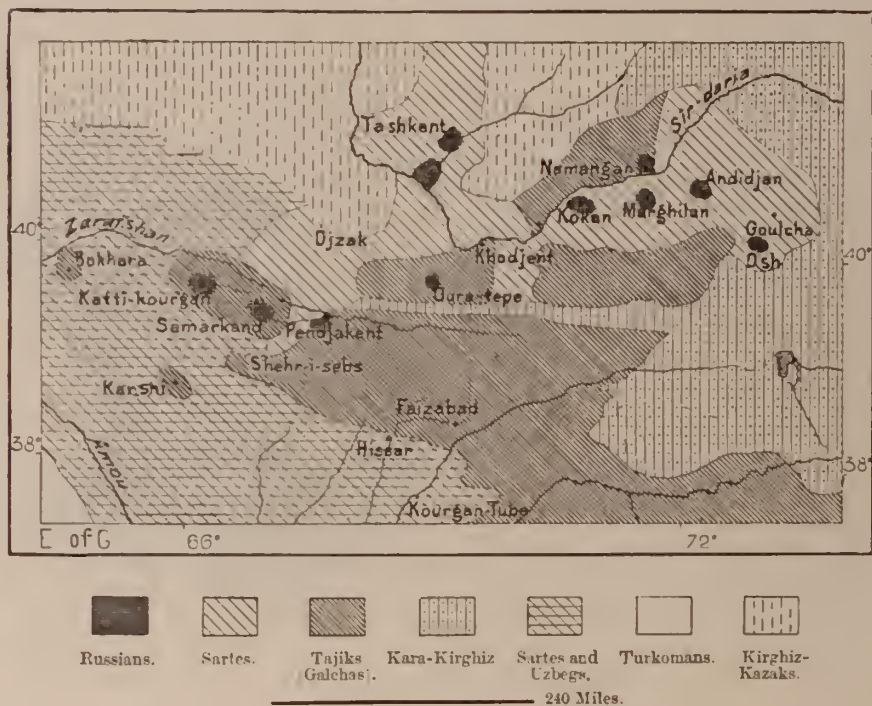 Tashkant
Sir-daria
Namangan
Andidjan
Kokan
Marghilan
Goulcha
40°
Zarafshan
Djzak
Khodjent
Osh
40°
Bokhara
Katti-kourgan
Oura-tepe
Samarkand
Pendjakent
Shehr-i-sebs
Karshi
Faizabad
38°
Amou
Hissar
38°
Kourgan-Tube
E of G
66°
72°
Russians.
Sartes.
Tajiks
Galchas).
Kara-Kirghiz
Sartes and
Uzbegs.
Turkomans.
Kirghiz-
Kazaks.
240 Miles.